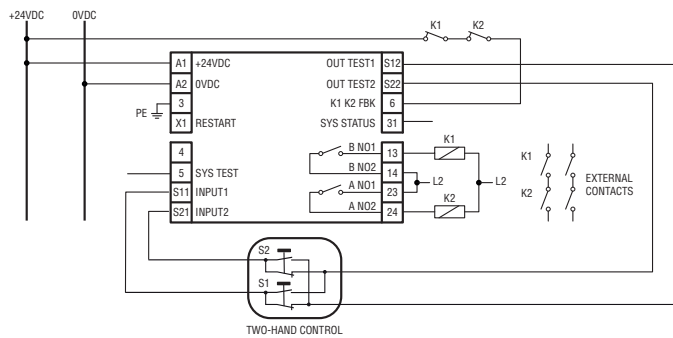 +24VDC 0VDC
K1 K2
A1 +24VDC OUT TEST1 S12
A2 0VDC OUT TEST2 S22
PE 3 K1 K2 FBK 6
X1 RESTART SYS STATUS 31
4 B NO1 13 K1
5 SYS TEST B NO2 14
S11 INPUT1 A NO1 23
S21 INPUT2 A NO2 24 K2
L2 L2
K1
K2
EXTERNAL
CONTACTS
S2
S1
TWO-HAND CONTROL